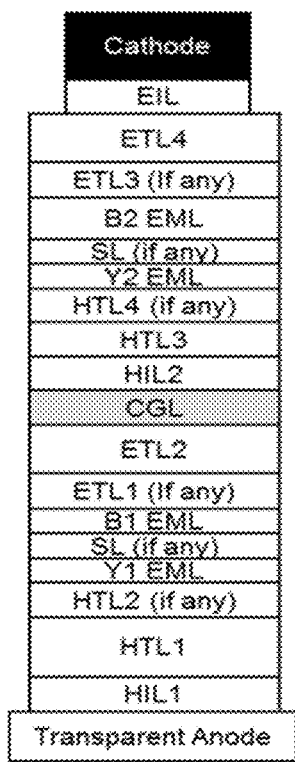 Cathode
EIL
ETL4
ETL3 (If any)
B2 EML
SL (if any)
Y2 EML
HTL4 (if any)
HTL3
HIL2
CGL
ETL2
ETL1 (If any)
B1 EML
SL (if any)
Y1 EML
HTL2 (if any)
HTL1
HIL1
Transparent Anode